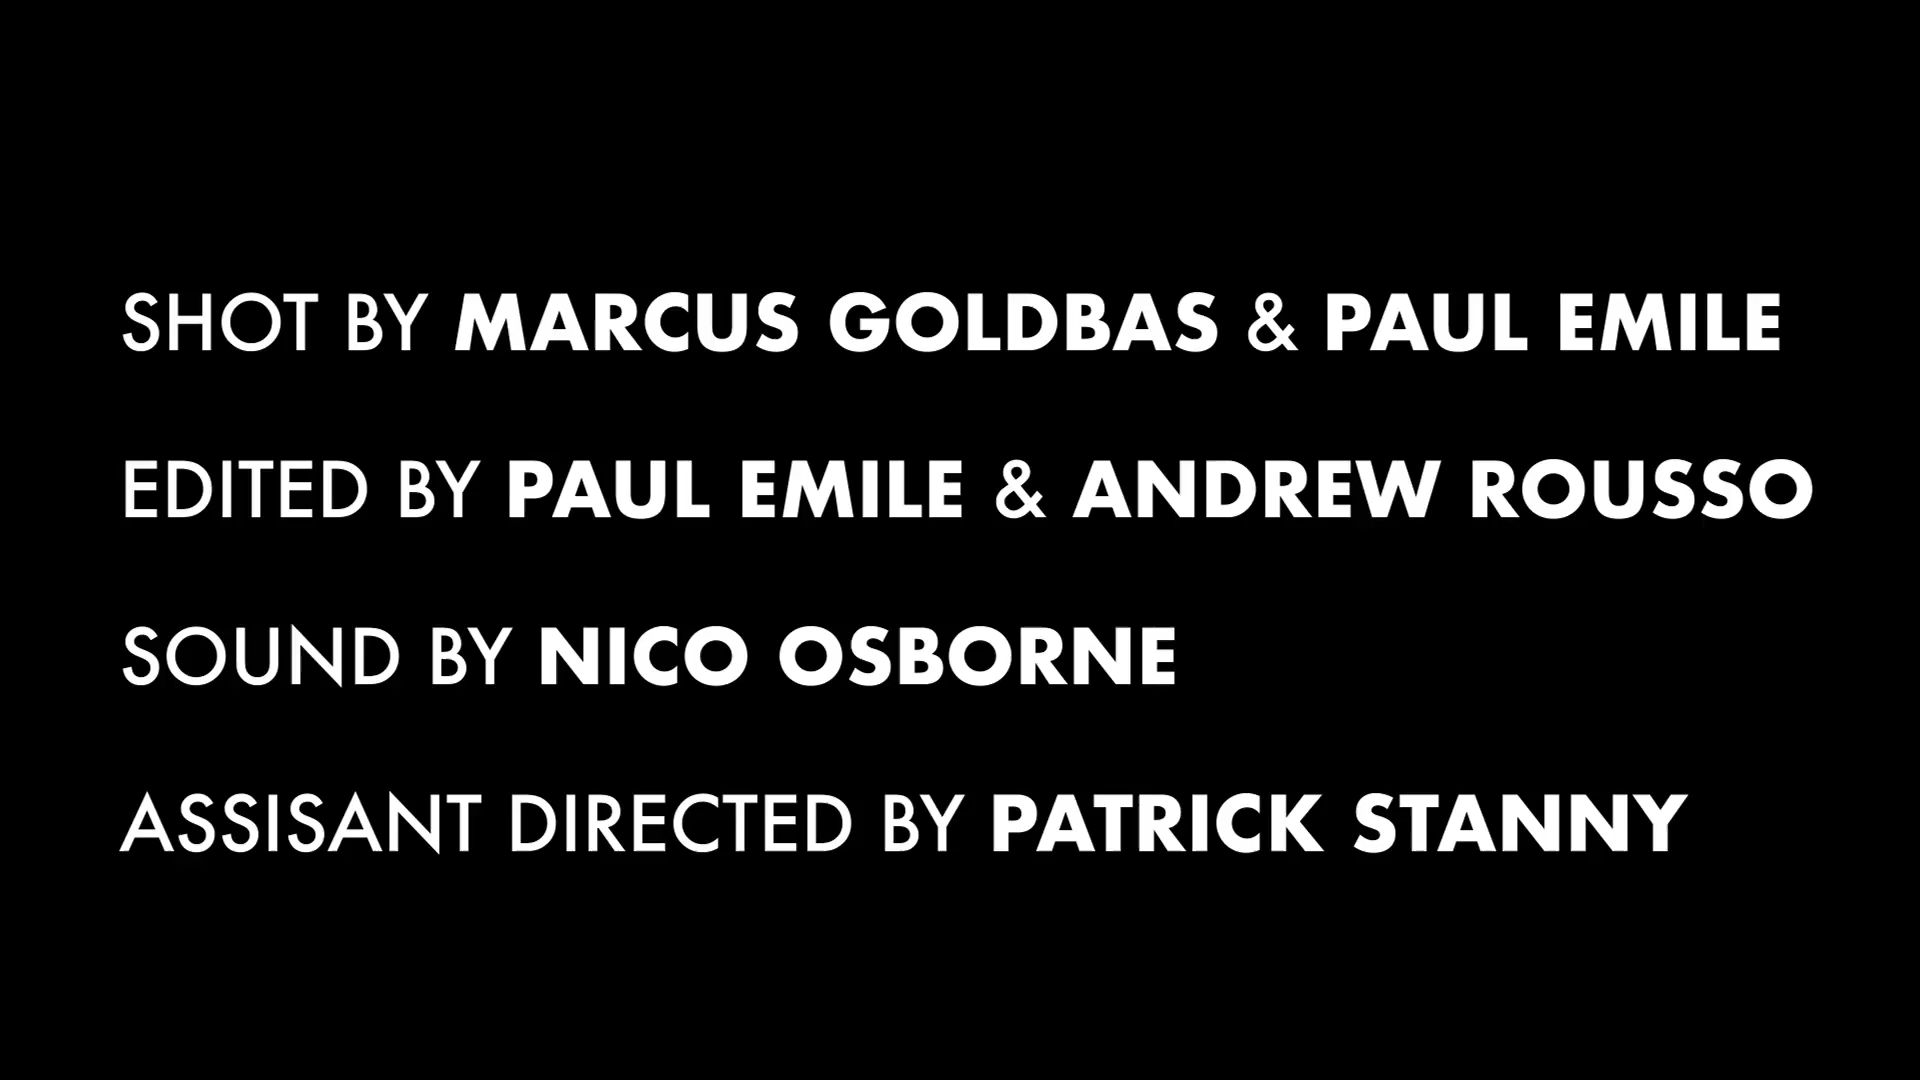 SHOT BY MARCUS GOLDBAS & PAUL EMILE
EDITED BY PAUL EMILE & ANDREW ROUSSO
SOUND BY NICO OSBORNE
ASSISANT DIRECTED BY PATRICK STANNY